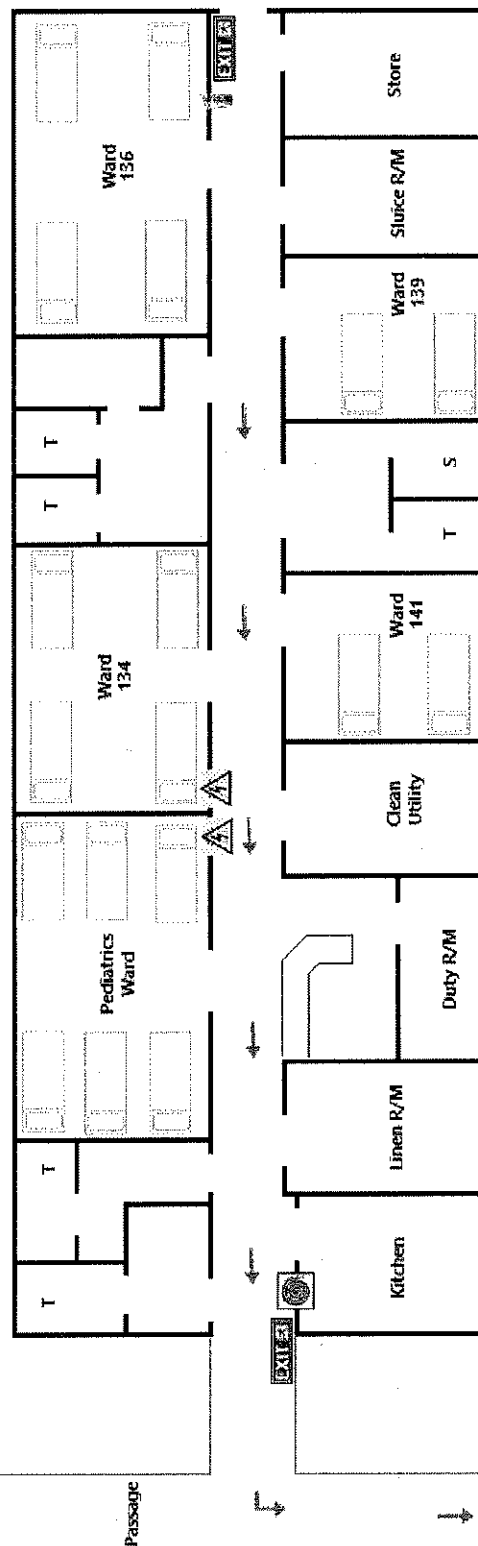 Passage
T
T
Pediatrics
Ward
Ward
134
T
T
Ward
136
EXIT
EXIT
Kitchen
Linen R/M
Duty R/M
Clean
Utility
Ward
141
T
S
Ward
139
Sluice R/M
Store